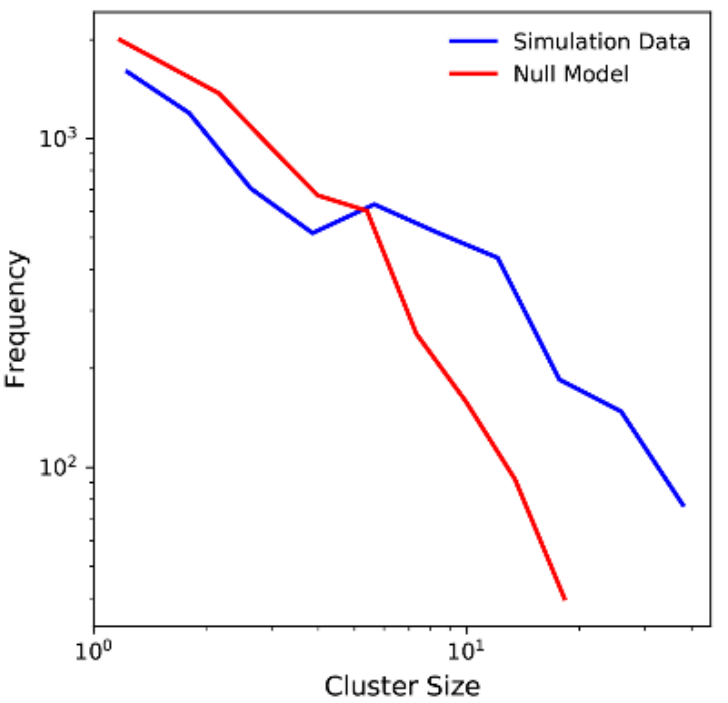 Simulation Data
Null Model
10³
10²
Frequency
10⁰
10¹
Cluster Size